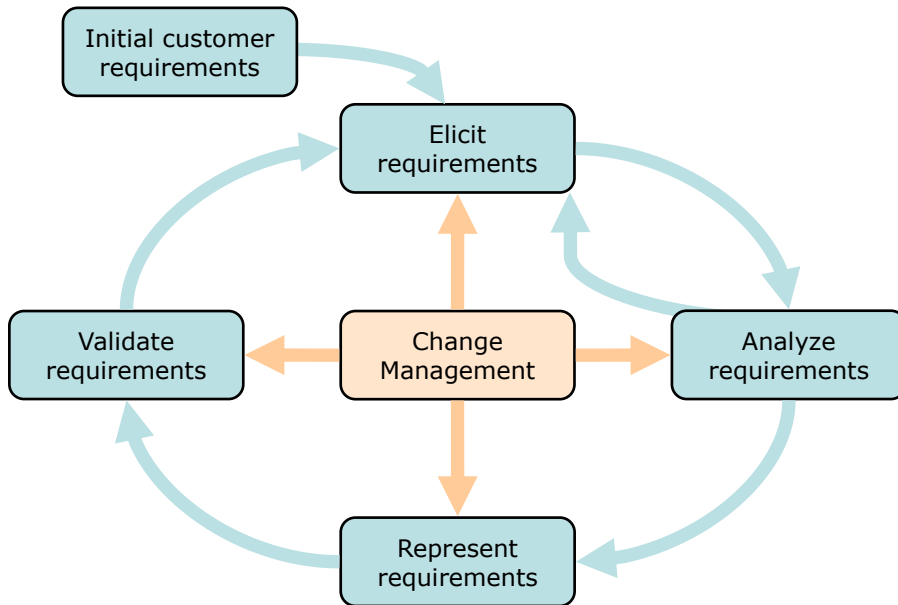 Initial customer
requirements
Elicit
requirements
Validate
requirements
Change
Management
Analyze
requirements
Represent
requirements